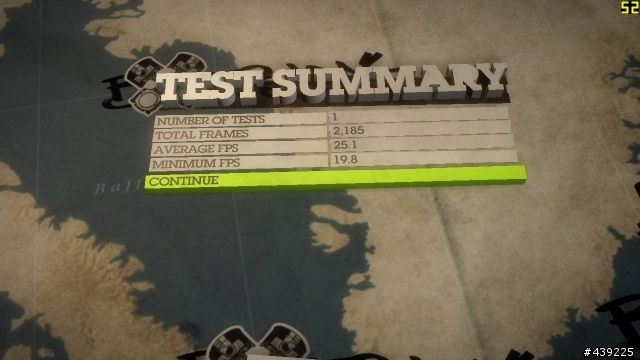 52
TEST SUMMARY
NUMBER OF TESTS 1
TOTAL FRAMES 2,185
AVERAGE FPS 25.1
MINIMUM FPS 19.8
CONTINUE
#439225